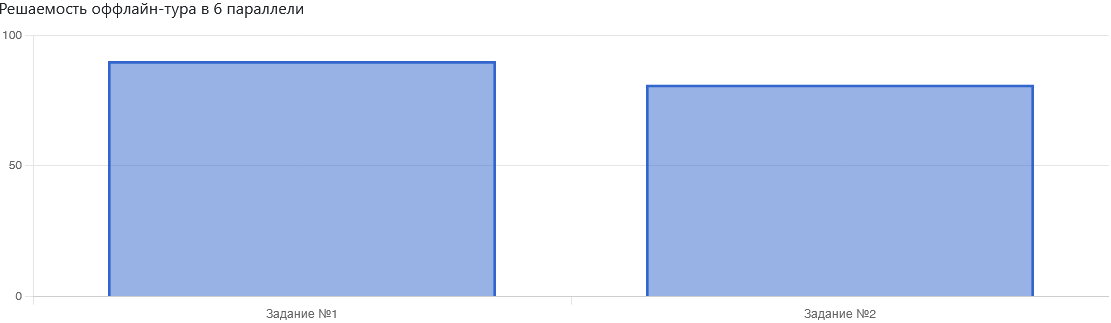 Решаемость оффлайн-тура в 6 параллели
100
50
0
Задание №1
Задание №2